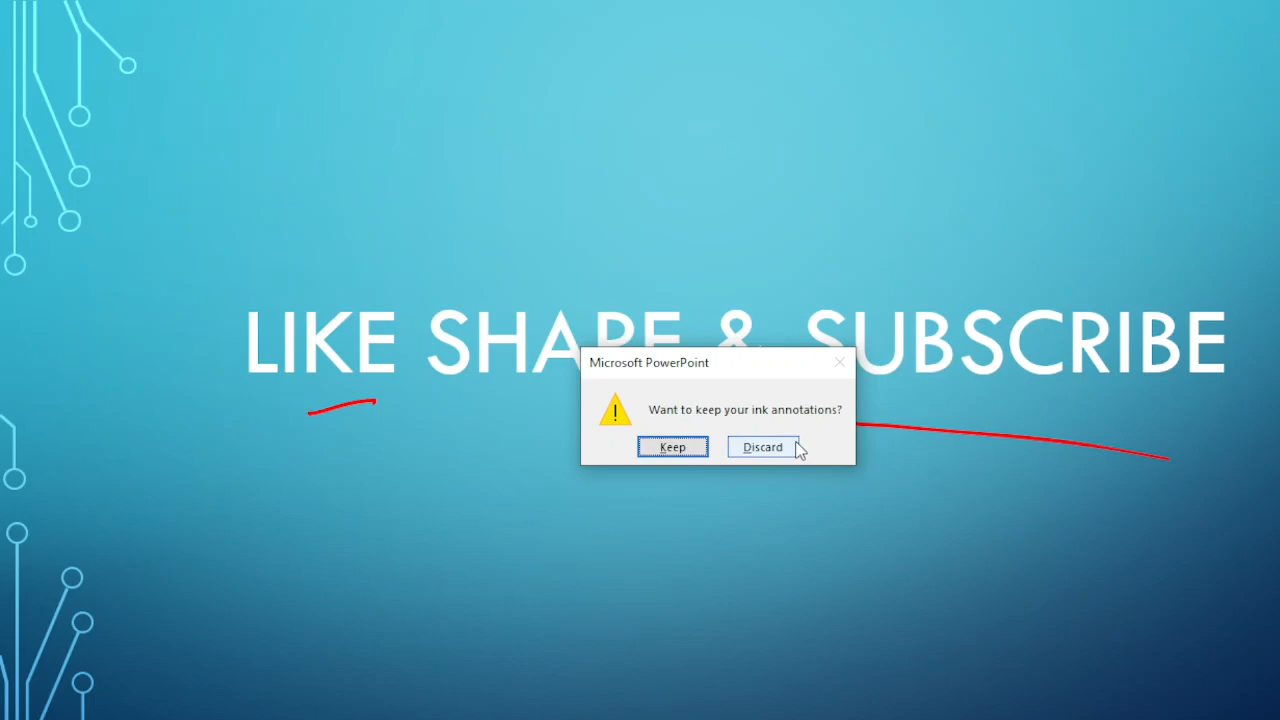 LIKE SHARE & SUBSCRIBE
Microsoft PowerPoint
Want to keep your ink annotations?
Keep Discard